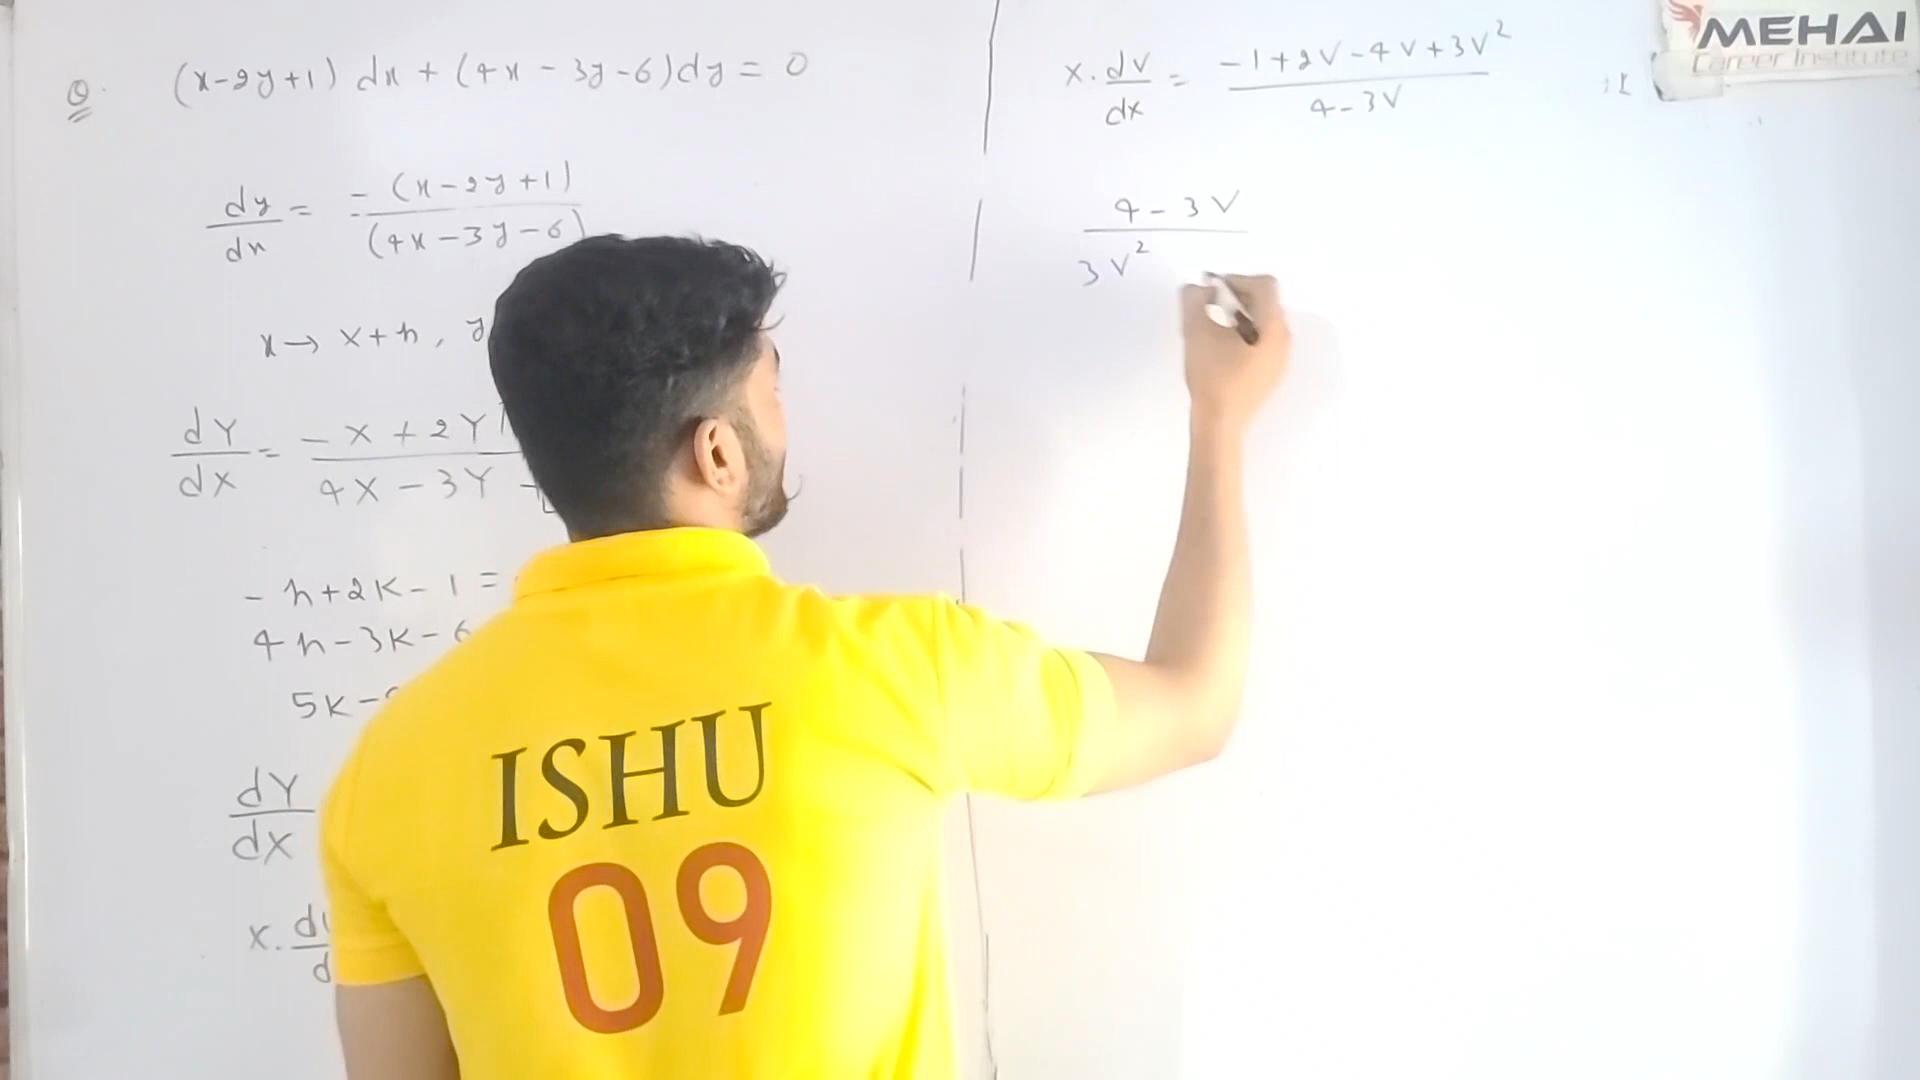 Q. (x-2y+1) dx + (4x-3y-6)dy = 0
dy/dx = -(x-2y+1)/(4x-3y-6)
x → X+h, y
dY/dX = -X+2Y/4X-3Y
-h+2K-1 =
4h-3K-6
5K-
dY
dX
X.
X.dV/dX = -1+2V-4V+3V²/4-3V
4-3V/3V²
MEHAI
Career Institute
ISHU
09